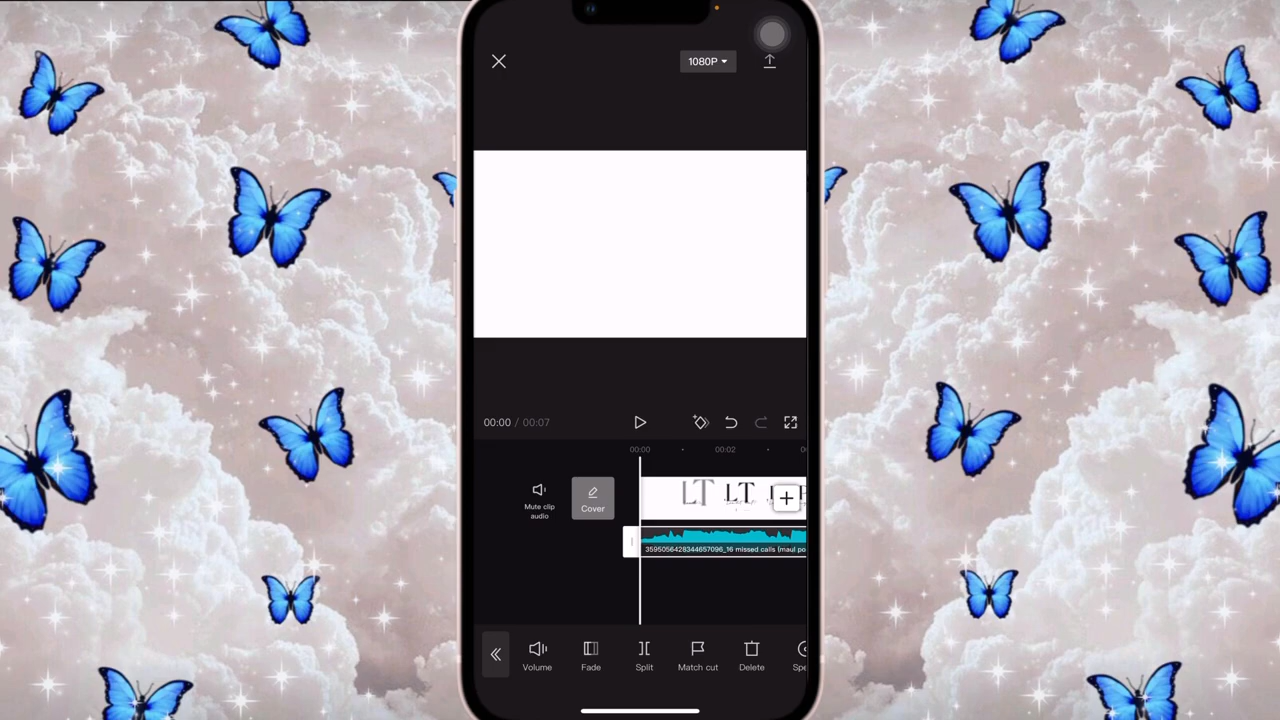 1080P
00:00 / 00:07
00:00
00:02
LT LT
Mute clip
audio
Cover
3595056428344657096_16 missed calls (maul po
Volume
Fade
Split
Match cut
Delete
Spe